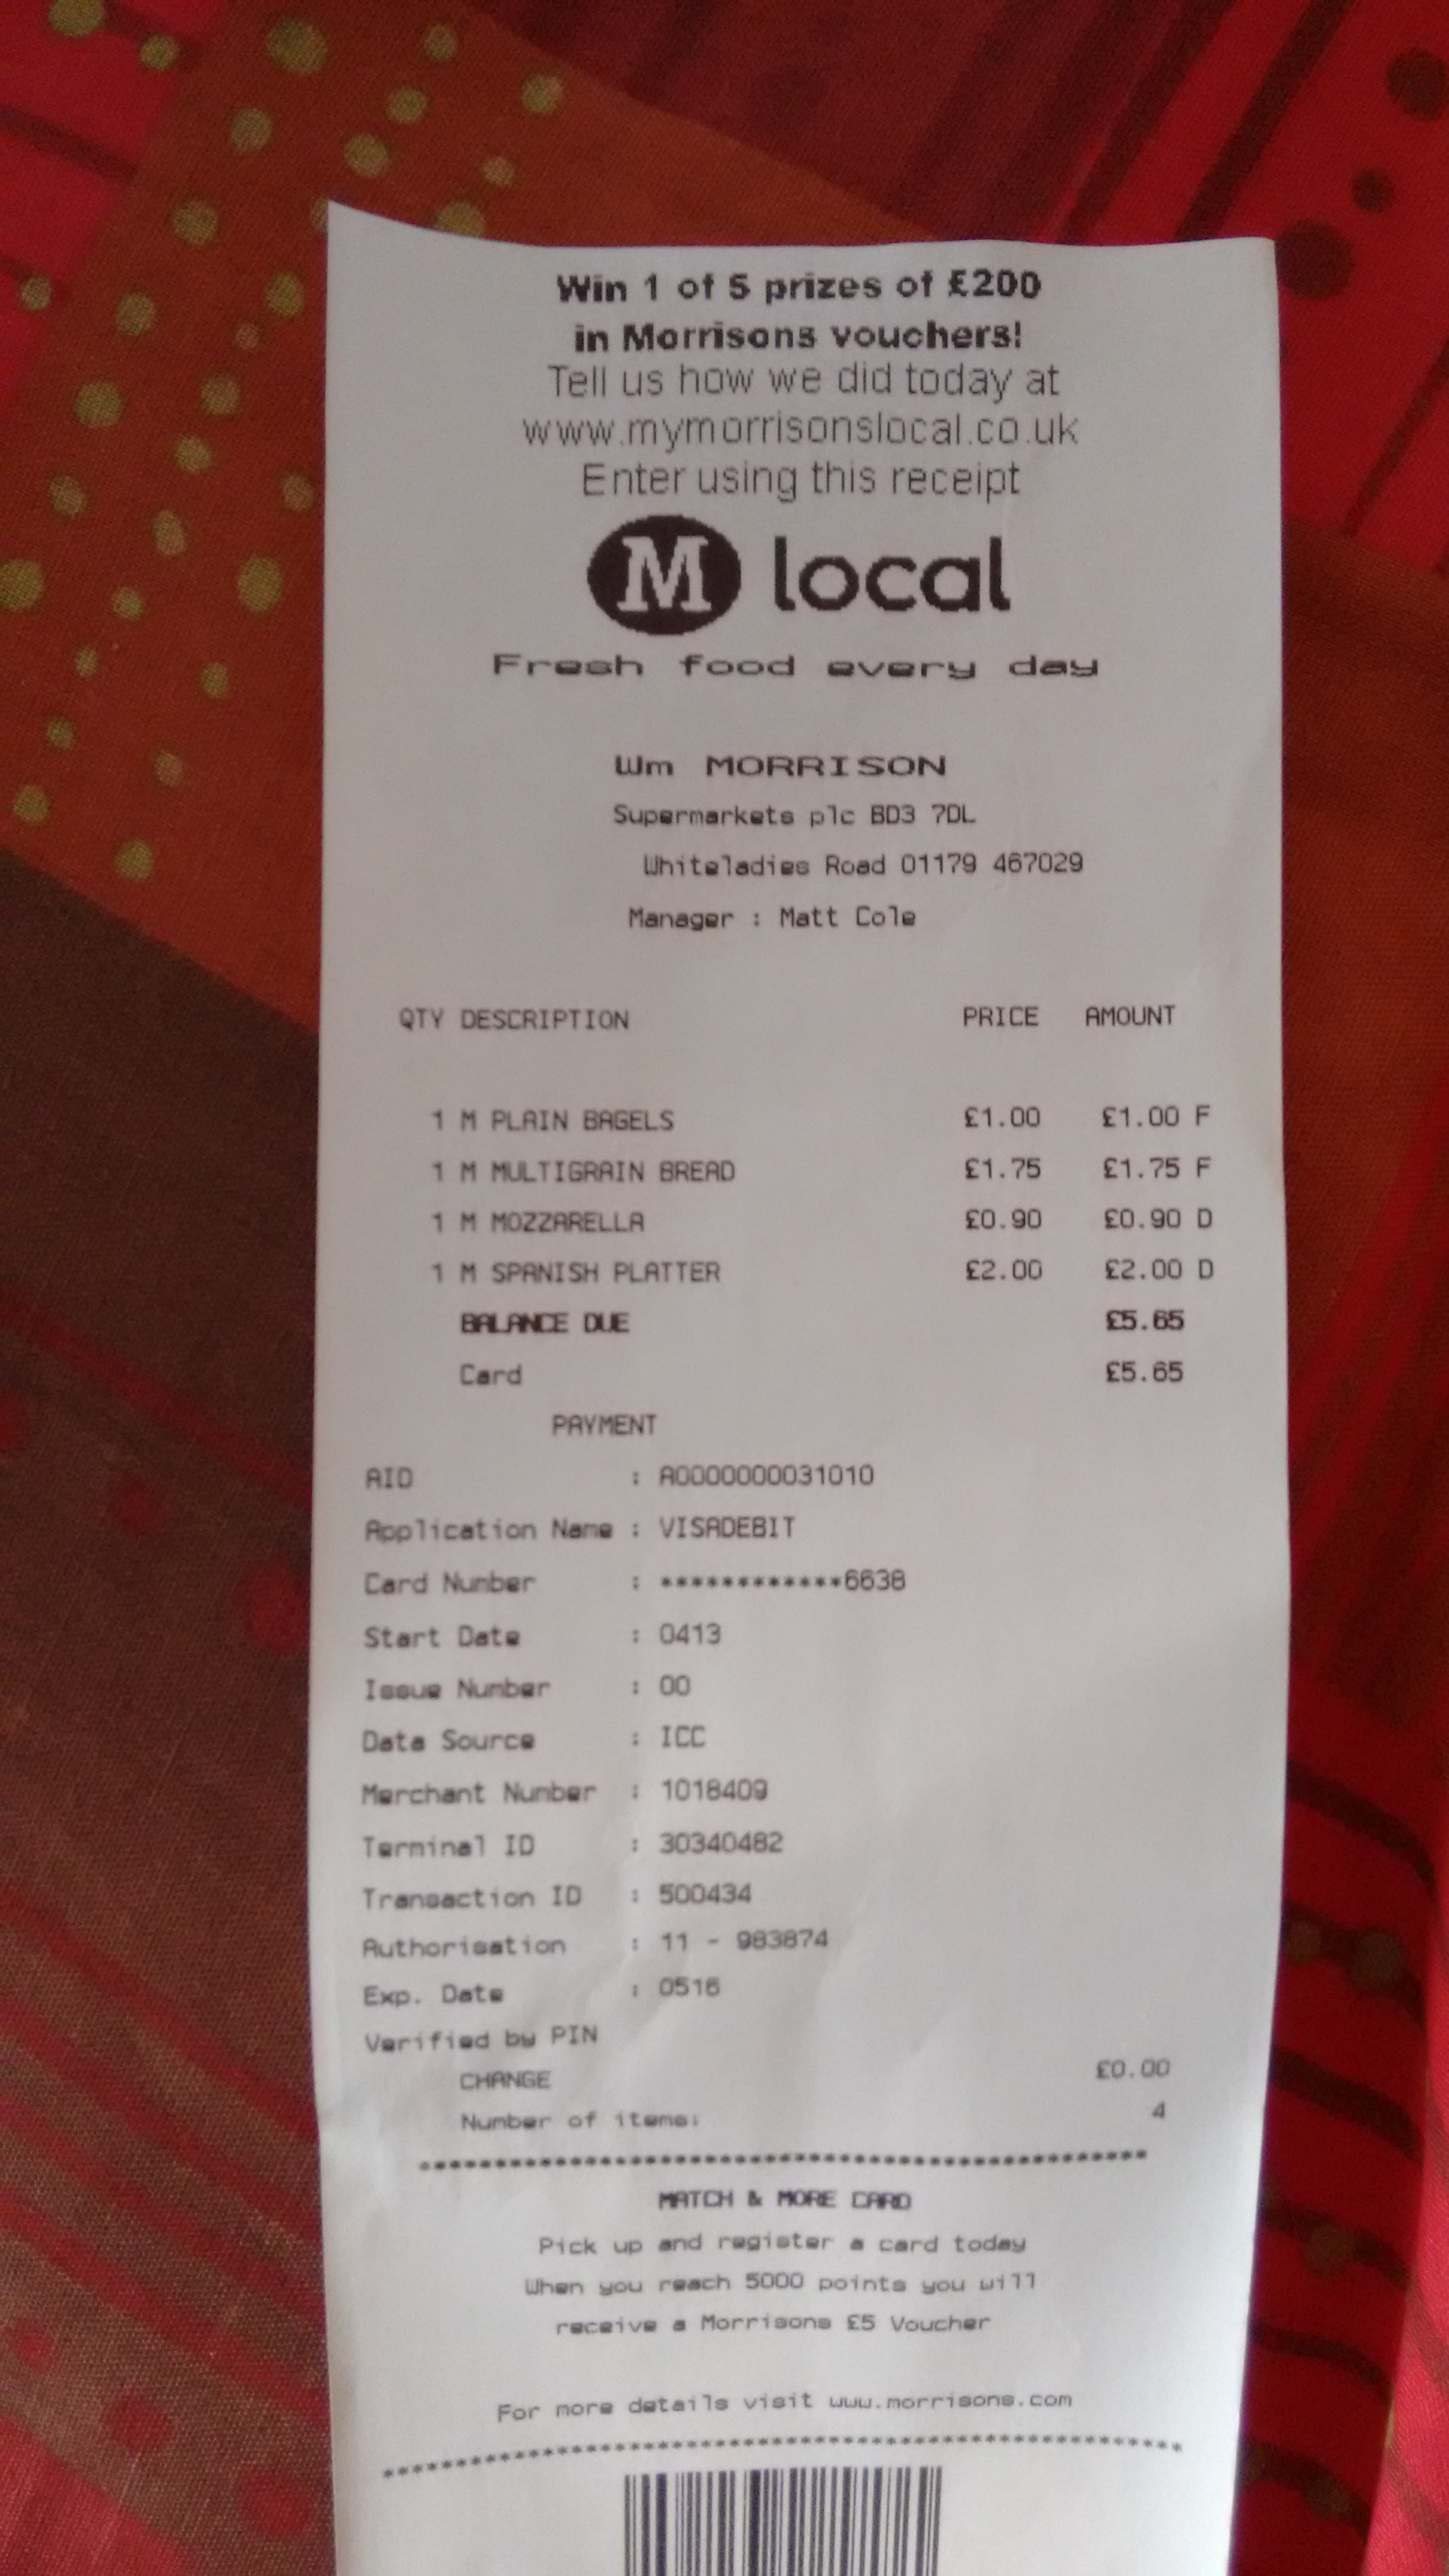 Win 1 of 5 prizes of £200
in Morrisons vouchers!
Tell us how we did today at
www.mymorrisonslocal.co.uk
Enter using this receipt
M local
Fresh food every day
Wm MORRISON
Supermarkets plc BD3 7DL
Whiteladies Road 01179 467029
Manager : Matt Cole
QTY DESCRIPTION PRICE AMOUNT
1 M PLAIN BAGELS £1.00 £1.00 F
1 M MULTIGRAIN BREAD £1.75 £1.75 F
1 M MOZZARELLA £0.90 £0.90 D
1 M SPANISH PLATTER £2.00 £2.00 D
BALANCE DUE £5.65
Card £5.65
PAYMENT
AID : A0000000031010
Application Name : VISADEBIT
Card Number : ************6638
Start Date : 0413
Issue Number : 00
Data Source : ICC
Merchant Number : 1018409
Terminal ID : 30340482
Transaction ID : 500434
Authorisation : 11 - 983874
Exp. Date : 0516
Verified by PIN
CHANGE £0.00
Number of items: 4
************************************************
MATCH & MORE CARD
Pick up and register a card today
When you reach 5000 points you will
receive a Morrisons £5 Voucher
For more details visit www.morrisons.com
************************************************